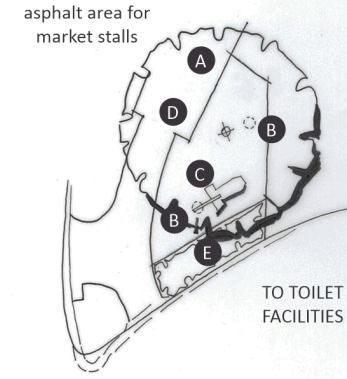 asphalt area for
market stalls
A
D
B
C
B
E
TO TOILET
FACILITIES